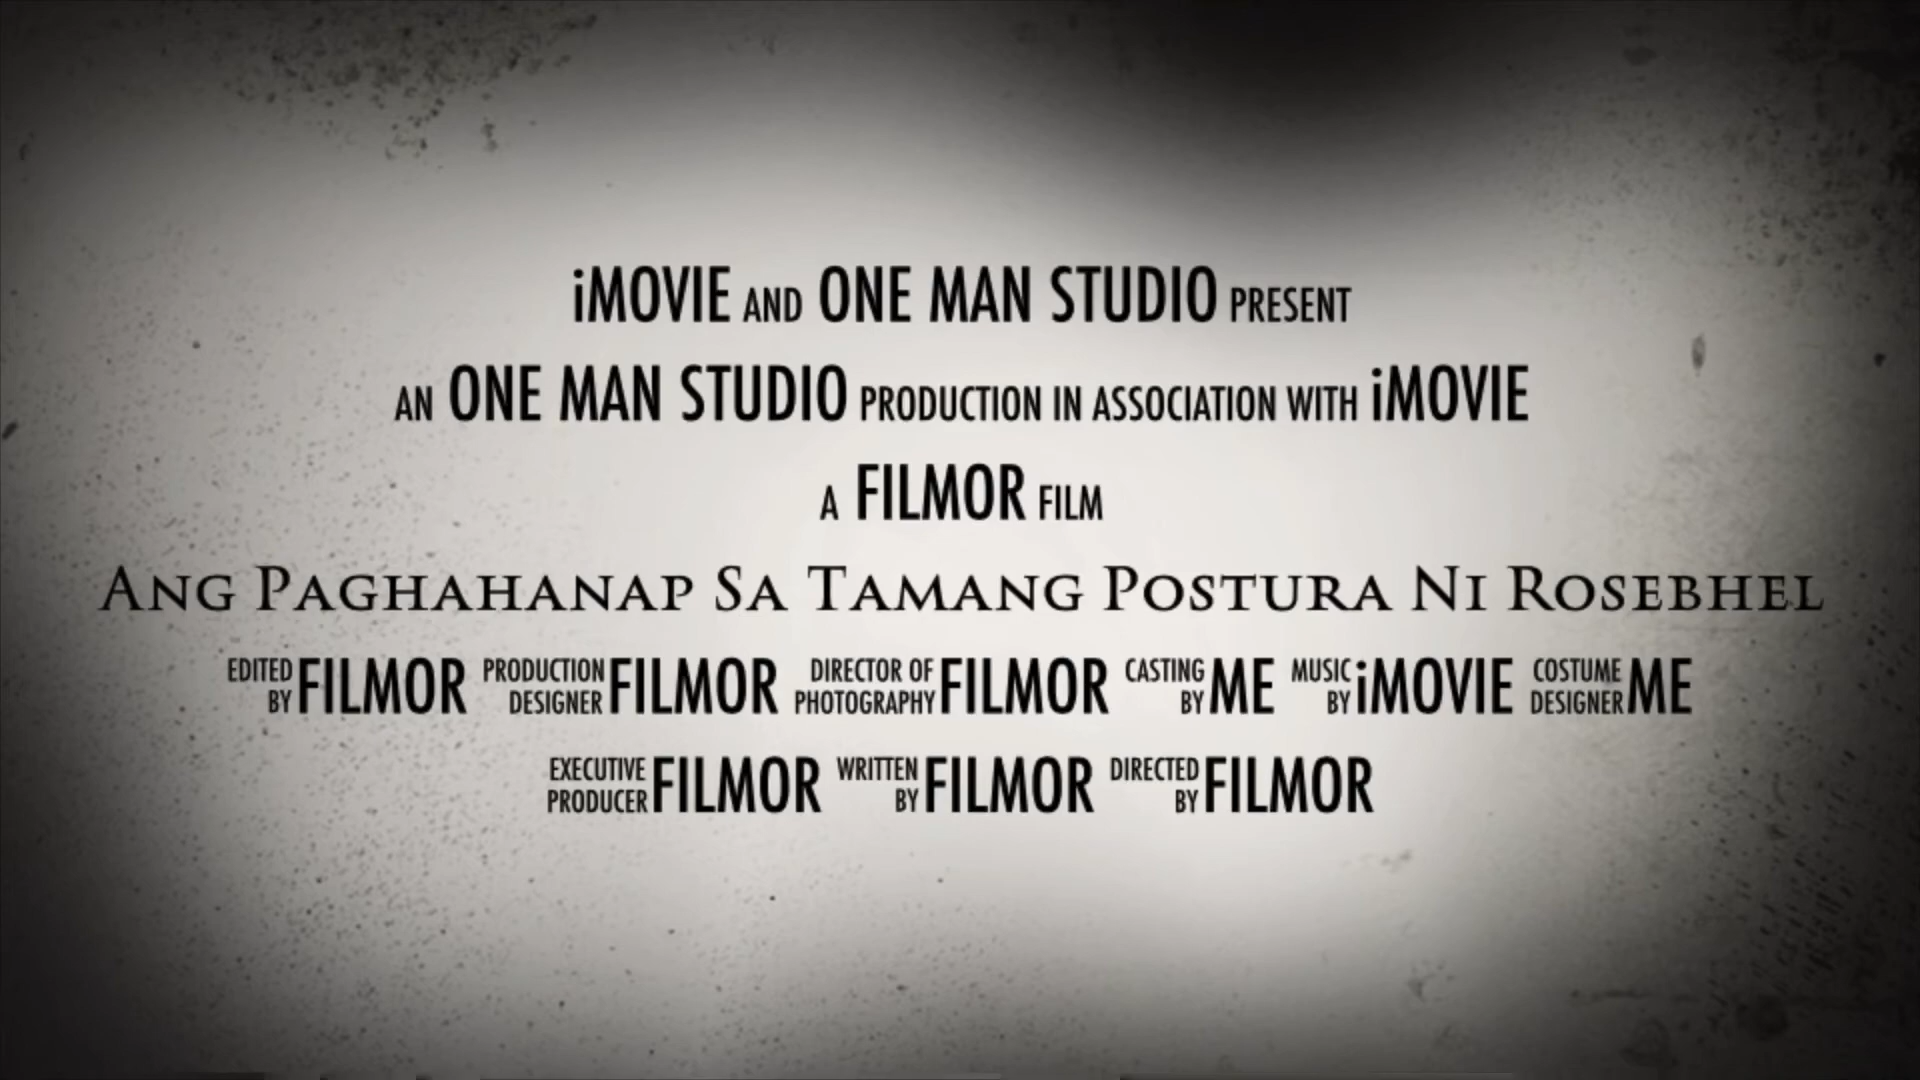 iMOVIE AND ONE MAN STUDIO PRESENT
AN ONE MAN STUDIO PRODUCTION IN ASSOCIATION WITH iMOVIE
A FILMOR FILM
ANG PAGHAHANAP SA TAMANG POSTURA NI ROSEBHEL
EDITED BY FILMOR PRODUCTION DESIGNER FILMOR DIRECTOR OF PHOTOGRAPHY FILMOR CASTING BY ME MUSIC BY iMOVIE COSTUME DESIGNER ME
EXECUTIVE PRODUCER FILMOR WRITTEN BY FILMOR DIRECTED BY FILMOR